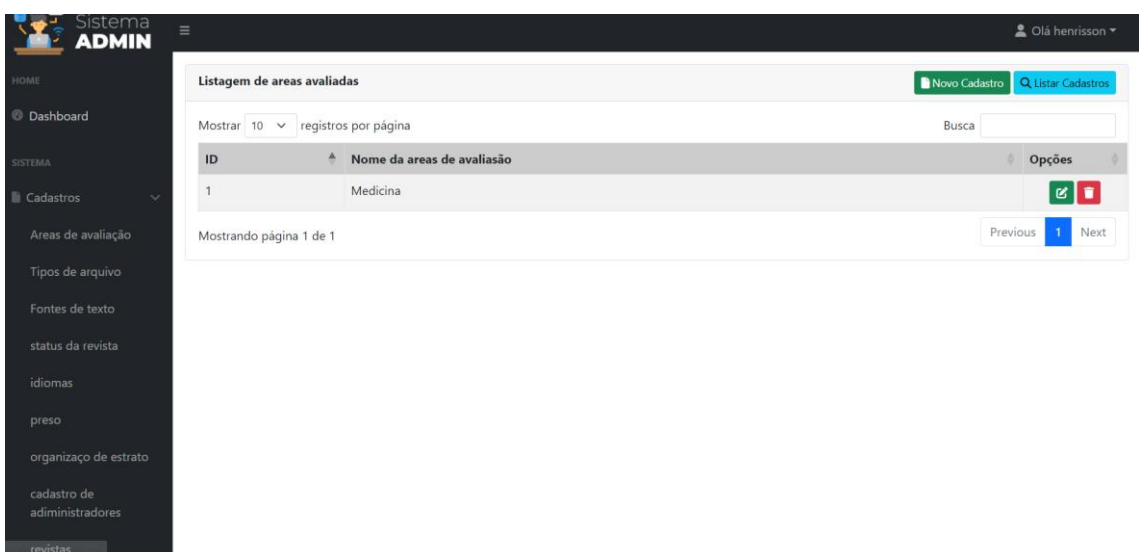 Sistema
ADMIN
Olá henrisson
HOME
Dashboard
SISTEMA
Cadastros
Areas de avaliação
Tipos de arquivo
Fontes de texto
status da revista
idiomas
preso
organizaço de estrato
cadastro de
adiministradores
revistas
Listagem de areas avaliadas
Novo Cadastro Listar Cadastros
Mostrar 10 registros por página Busca
ID Nome da areas de avaliasão Opções
1 Medicina
Mostrando página 1 de 1 Previous 1 Next